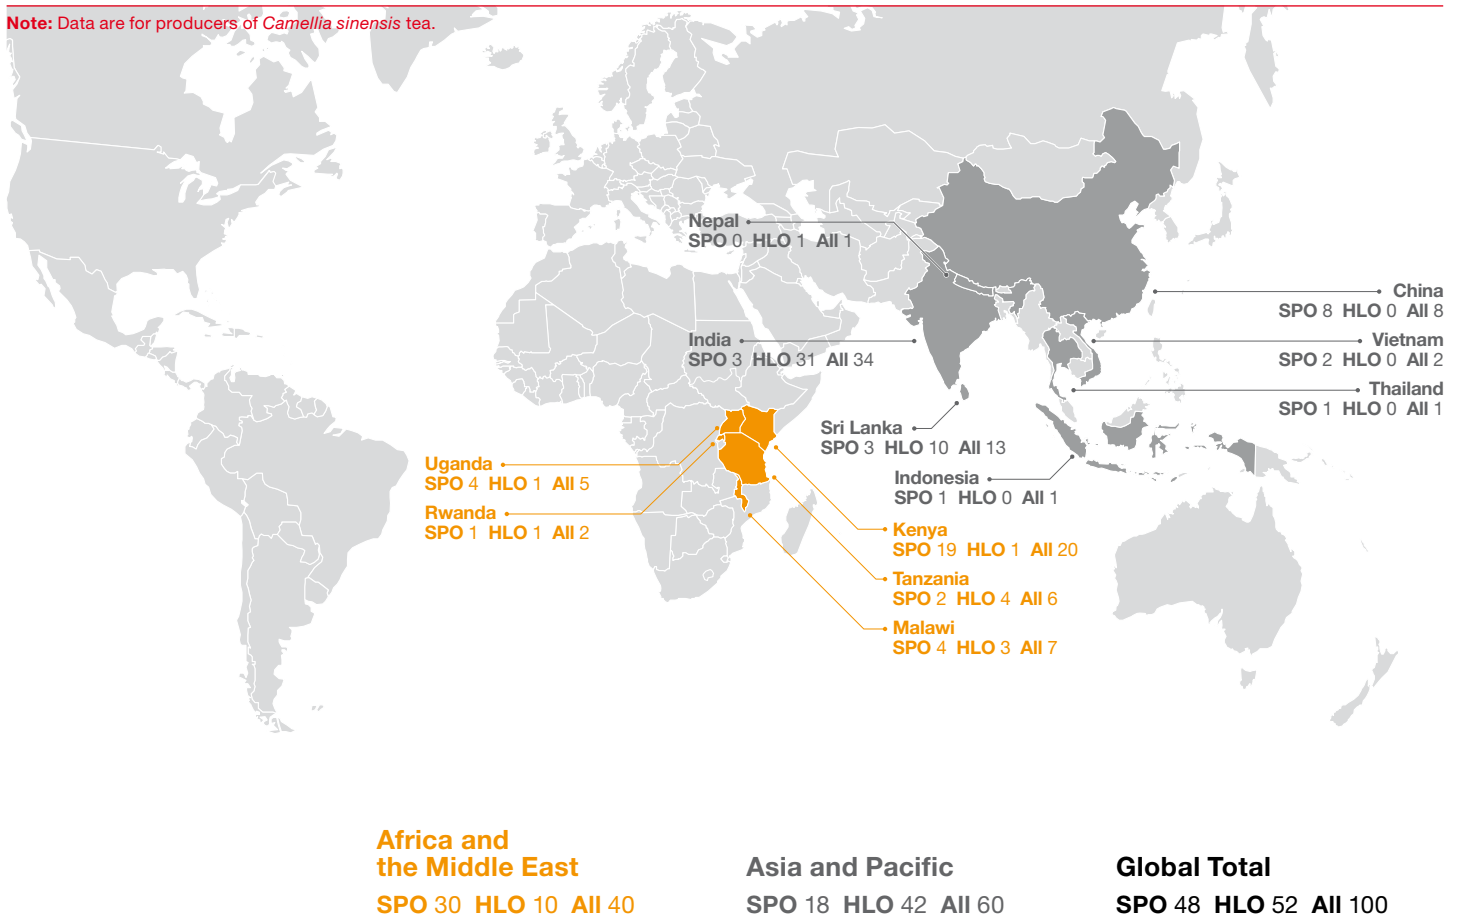 Note: Data are for producers of Camellia sinensis tea.
Nepal
SPO 0 HLO 1 All 1
China
SPO 8 HLO 0 All 8
India
SPO 3 HLO 31 All 34
Vietnam
SPO 2 HLO 0 All 2
Thailand
SPO 1 HLO 0 All 1
Sri Lanka
SPO 3 HLO 10 All 13
Indonesia
SPO 1 HLO 0 All 1
Uganda
SPO 4 HLO 1 All 5
Rwanda
SPO 1 HLO 1 All 2
Kenya
SPO 19 HLO 1 All 20
Tanzania
SPO 2 HLO 4 All 6
Malawi
SPO 4 HLO 3 All 7
Africa and
the Middle East
SPO 30 HLO 10 All 40
Asia and Pacific
SPO 18 HLO 42 All 60
Global Total
SPO 48 HLO 52 All 100